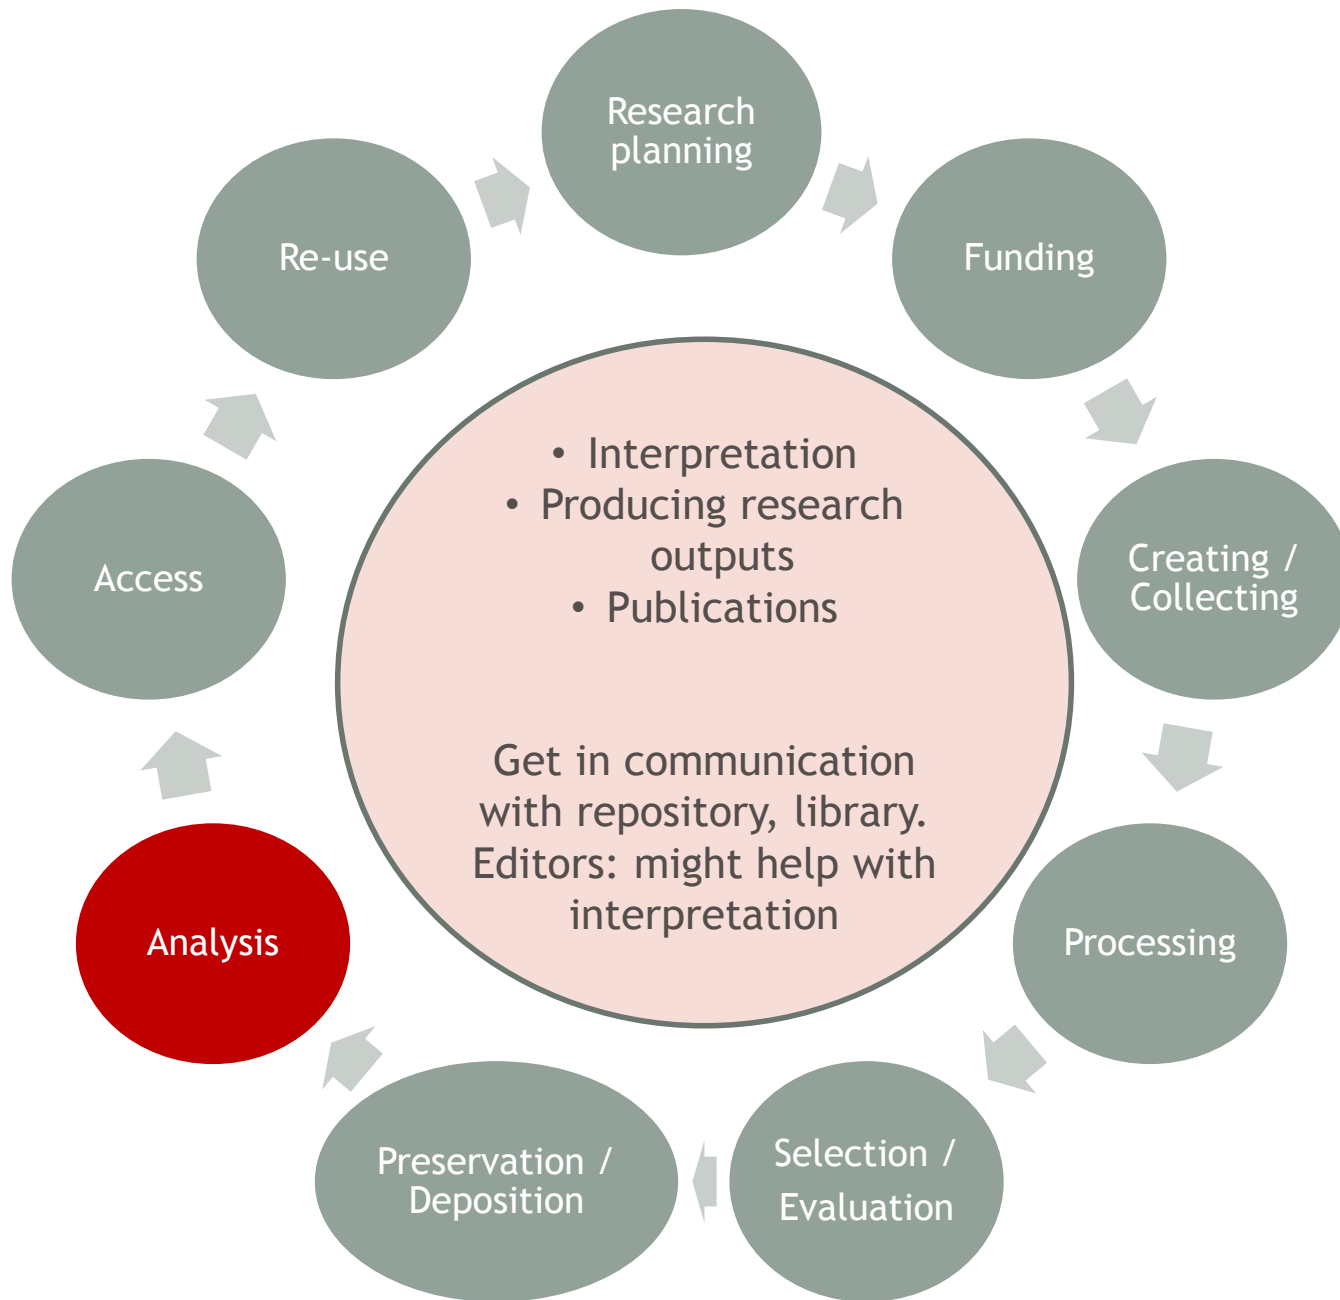 Research
planning
Funding
Creating /
Collecting
Processing
Selection /
Evaluation
Preservation /
Deposition
Analysis
Access
Re-use
• Interpretation
• Producing research
outputs
• Publications
Get in communication
with repository, library.
Editors: might help with
interpretation